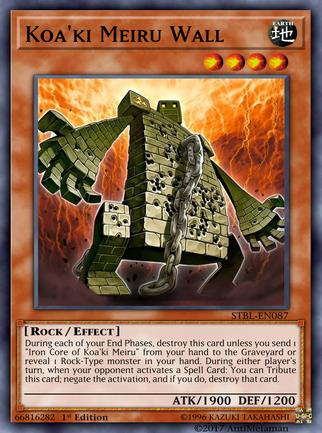 Koa'ki Meiru Wall
EARTH
地
STBL-EN087
[Rock / Effect]
During each of your End Phases, destroy this card unless you send 1
"Iron Core of Koa'ki Meiru" from your hand to the Graveyard or
reveal 1 Rock-Type monster in your hand. During either player's
turn, when your opponent activates a Spell Card: You can Tribute
this card; negate the activation, and if you do, destroy that card.
ATK/1900 DEF/1200
66816282 1st Edition ©1996 KAZUKI TAKAHASHI
©2017 AntiMetaman